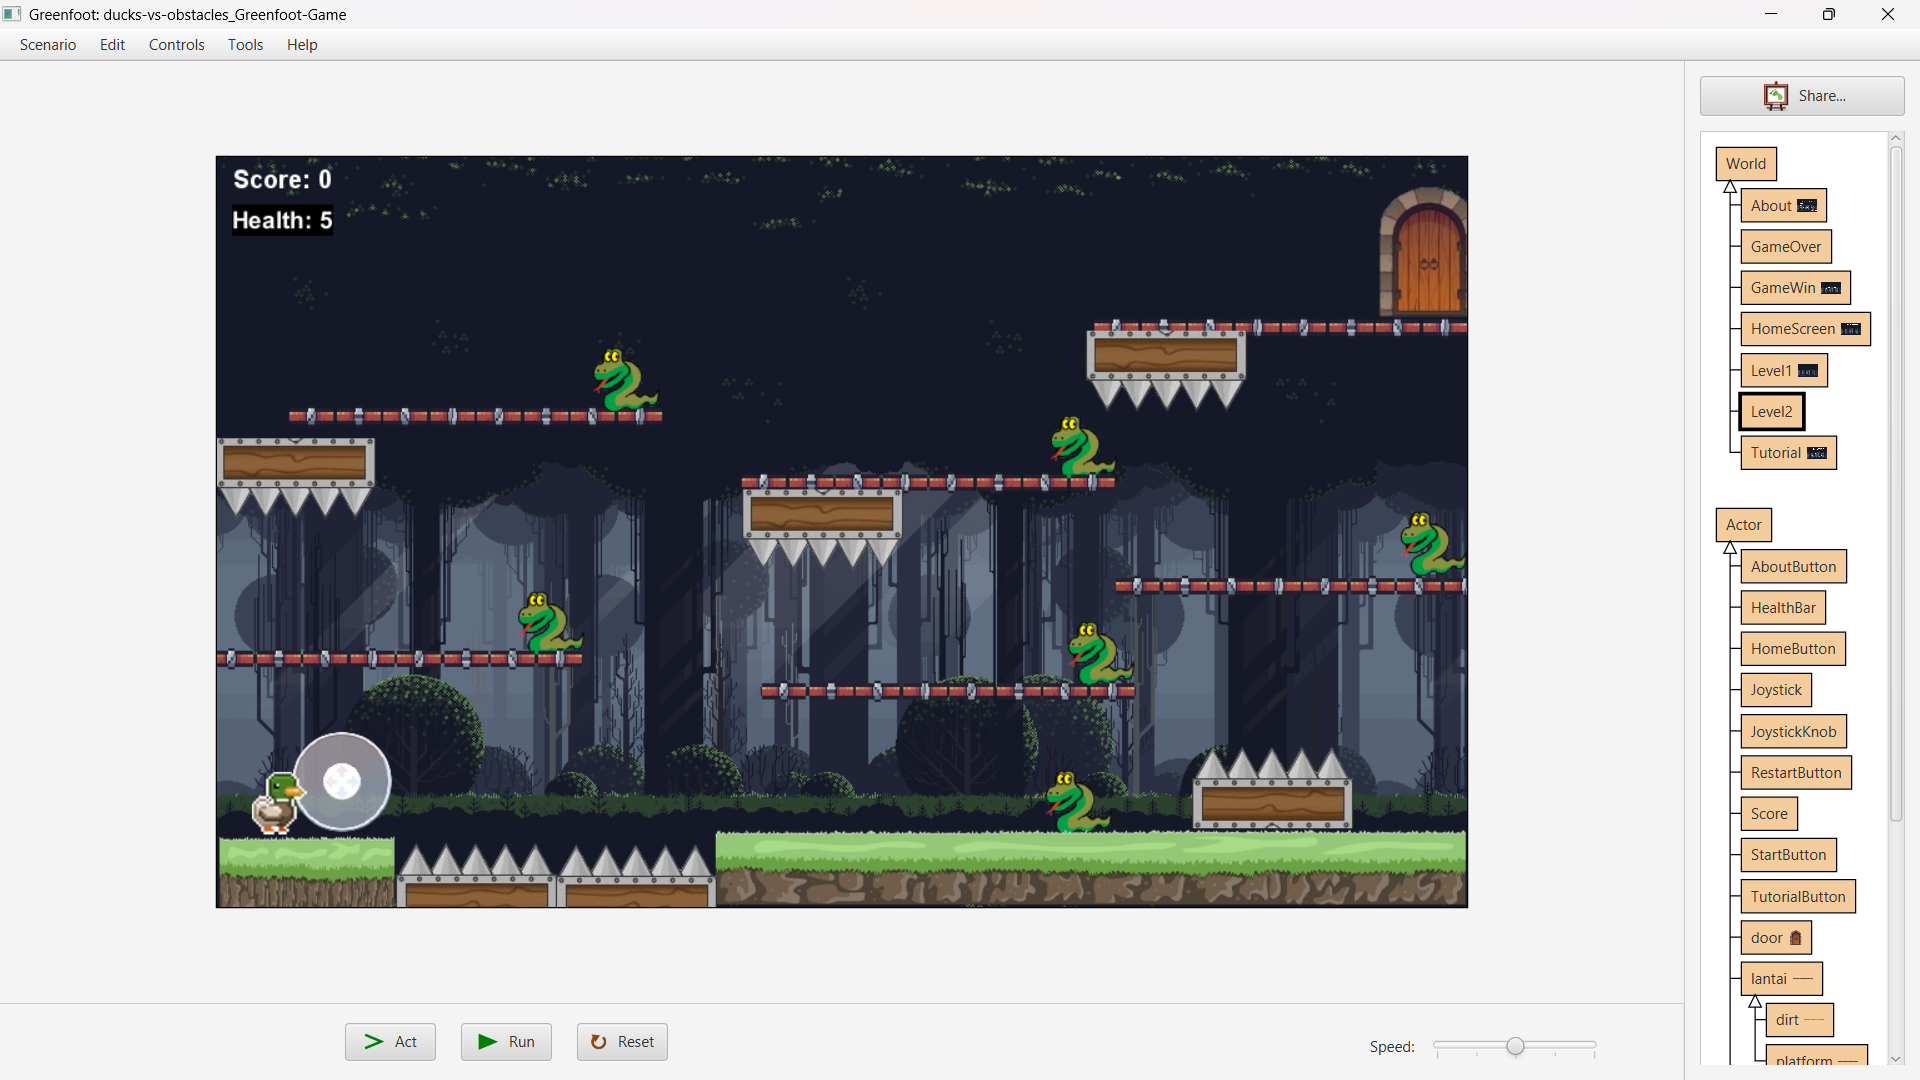 Greenfoot: ducks-vs-obstacles_Greenfoot-Game
Scenario Edit Controls Tools Help
Share...
Score: 0
Health: 5
World
About
GameOver
GameWin
HomeScreen
Level1
Level2
Tutorial
Actor
AboutButton
HealthBar
HomeButton
Joystick
JoystickKnob
RestartButton
Score
StartButton
TutorialButton
door
lantai
dirt
platform
Act Run Reset Speed: